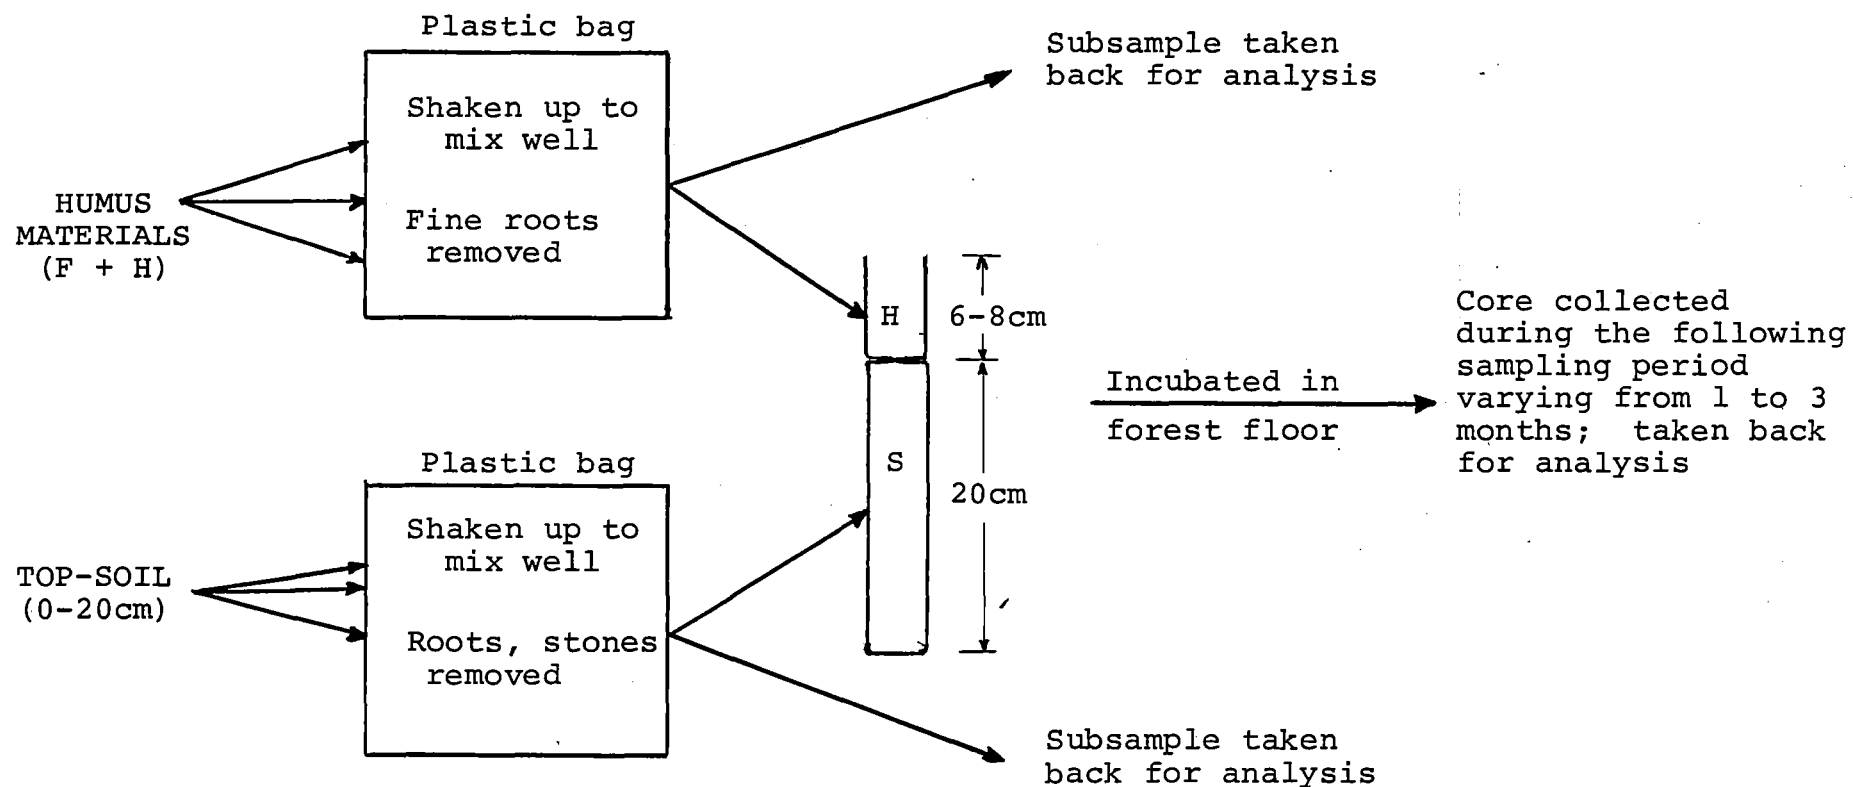 Plastic bag
Shaken up to
mix well
Fine roots
removed
HUMUS
MATERIALS
(F + H)
Subsample taken
back for analysis
H
6-8cm
S
20cm
Incubated in
forest floor
Core collected
during the following
sampling period
varying from 1 to 3
months; taken back
for analysis
Plastic bag
Shaken up to
mix well
Roots, stones
removed
TOP-SOIL
(0-20cm)
Subsample taken
back for analysis